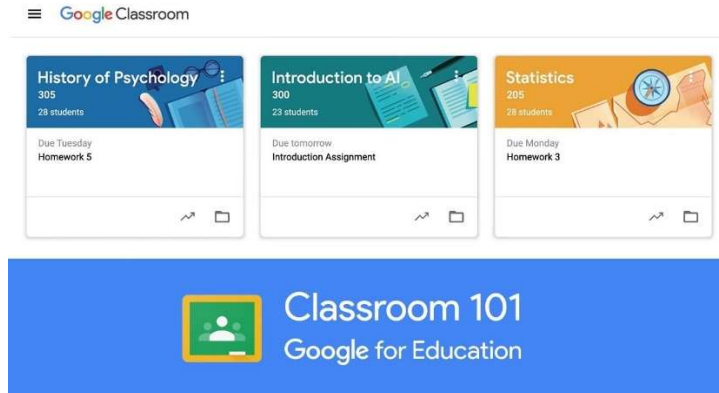 Google Classroom
History of Psychology
305
28 students
Due Tuesday
Homework 5
Introduction to AI
300
23 students
Due tomorrow
Introduction Assignment
Statistics
205
28 students
Due Monday
Homework 3
Classroom 101
Google for Education